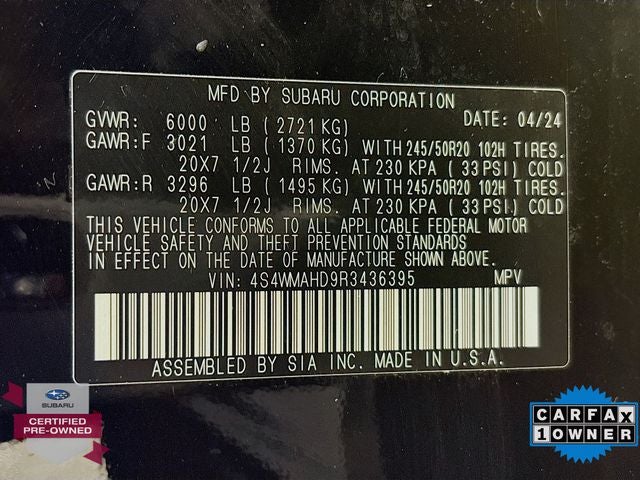 MFD BY SUBARU CORPORATION
GVWR: 6000 LB (2721 KG) DATE: 04/24
GAWR:F 3021 LB (1370 KG) WITH 245/50R20 102H TIRES.
20X7 1/2J RIMS. AT 230 KPA (33 PSI) COLD
GAWR:R 3296 LB (1495 KG) WITH 245/50R20 102H TIRES.
20X7 1/2J RIMS. AT 230 KPA (33 PSI) COLD
THIS VEHICLE CONFORMS TO ALL APPLICABLE FEDERAL MOTOR
VEHICLE SAFETY AND THEFT PREVENTION STANDARDS
IN EFFECT ON THE DATE OF MANUFACTURE SHOWN ABOVE.
VIN: 4S4WMAHD9R3436395 MPV
ASSEMBLED BY SIA INC. MADE IN U.S.A.
SUBARU
CERTIFIED
PRE-OWNED
CARFAX
1 OWNER